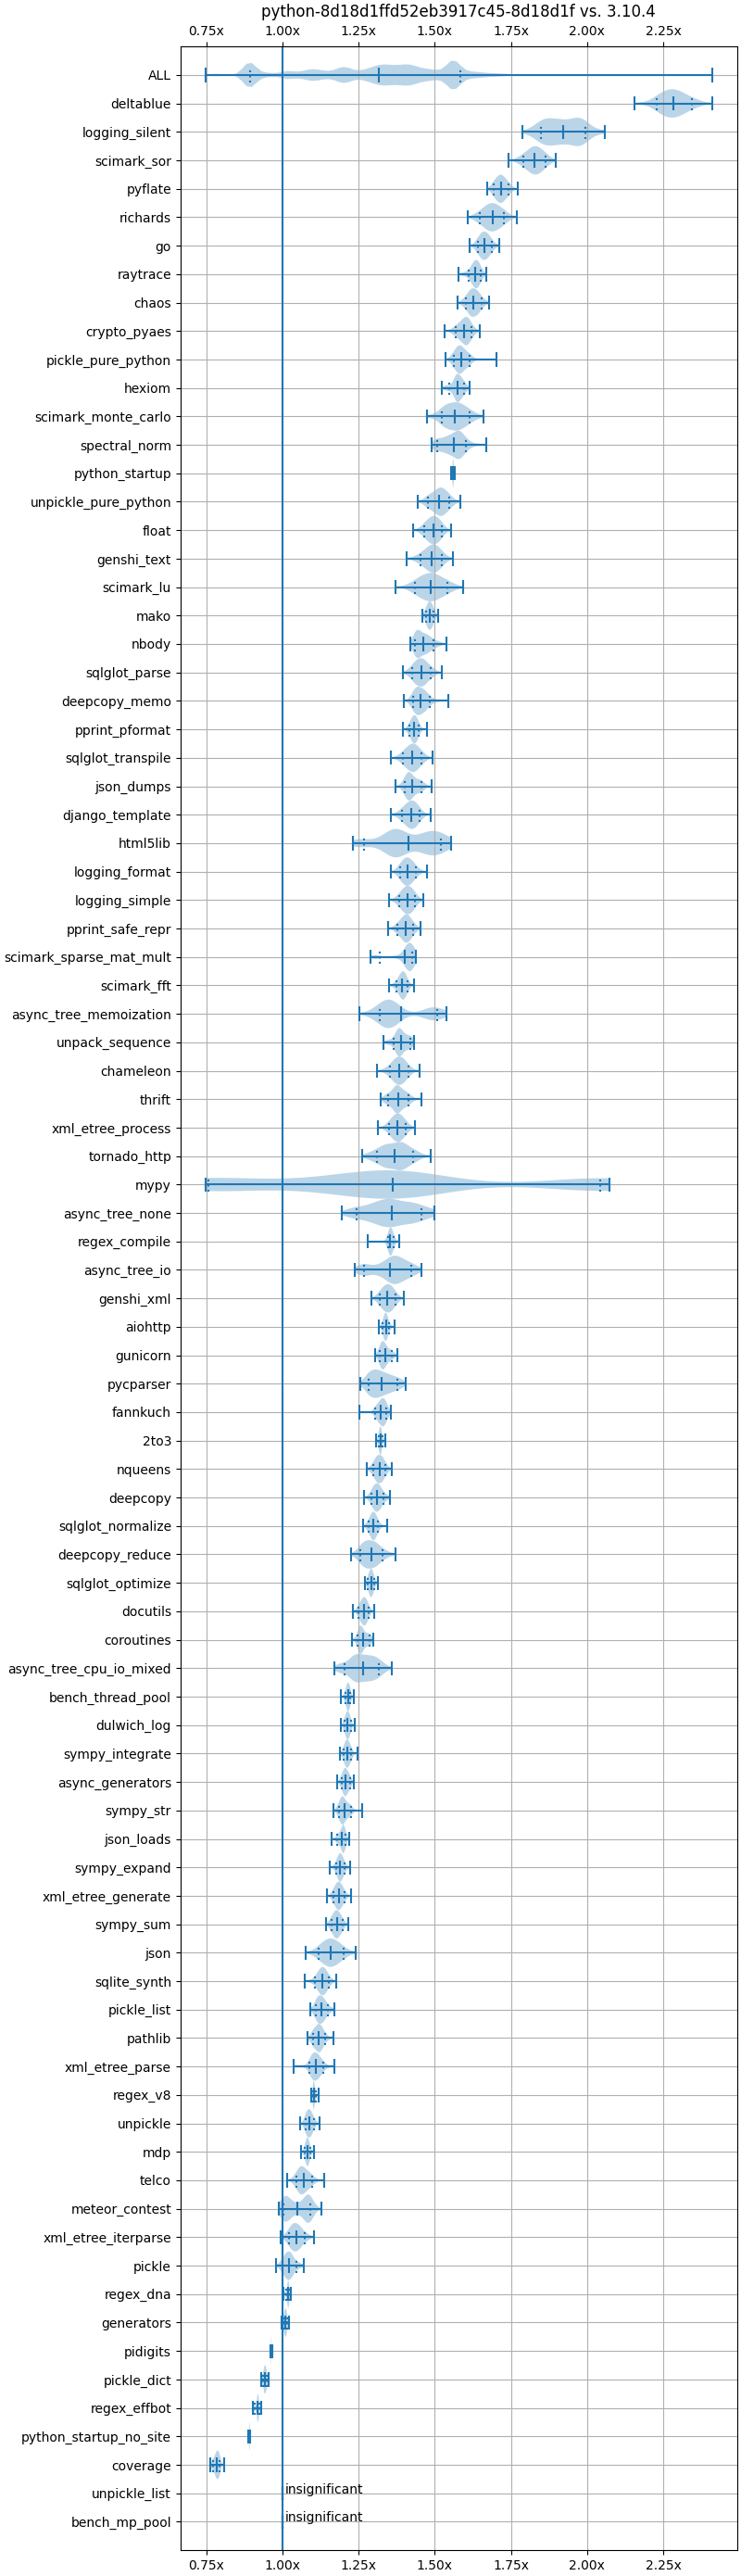 python-8d18d1ffd52eb3917c45-8d18d1f vs. 3.10.4
0.75x 1.00x 1.25x 1.50x 1.75x 2.00x 2.25x
ALL
deltablue
logging_silent
scimark_sor
pyflate
richards
go
raytrace
chaos
crypto_pyaes
pickle_pure_python
hexiom
scimark_monte_carlo
spectral_norm
python_startup
unpickle_pure_python
float
genshi_text
scimark_lu
mako
nbody
sqlglot_parse
deepcopy_memo
pprint_pformat
sqlglot_transpile
json_dumps
django_template
html5lib
logging_format
logging_simple
pprint_safe_repr
scimark_sparse_mat_mult
scimark_fft
async_tree_memoization
unpack_sequence
chameleon
thrift
xml_etree_process
tornado_http
mypy
async_tree_none
regex_compile
async_tree_io
genshi_xml
aiohttp
gunicorn
pycparser
fannkuch
2to3
nqueens
deepcopy
sqlglot_normalize
deepcopy_reduce
sqlglot_optimize
docutils
coroutines
async_tree_cpu_io_mixed
bench_thread_pool
dulwich_log
sympy_integrate
async_generators
sympy_str
json_loads
sympy_expand
xml_etree_generate
sympy_sum
json
sqlite_synth
pickle_list
pathlib
xml_etree_parse
regex_v8
unpickle
mdp
telco
meteor_contest
xml_etree_iterparse
pickle
regex_dna
generators
pidigits
pickle_dict
regex_effbot
python_startup_no_site
coverage
unpickle_list insignificant
bench_mp_pool insignificant
0.75x 1.00x 1.25x 1.50x 1.75x 2.00x 2.25x